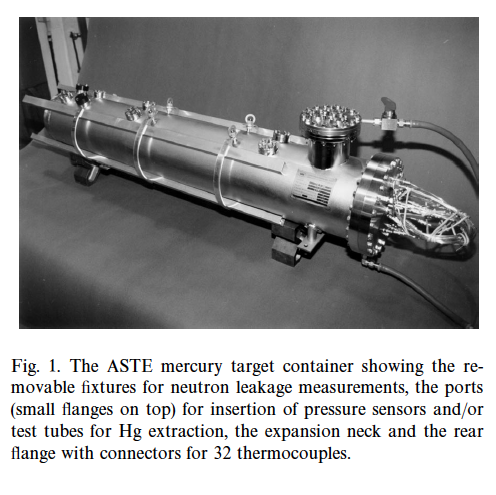 Fig. 1. The ASTE mercury target container showing the re-
movable fixtures for neutron leakage measurements, the ports
(small flanges on top) for insertion of pressure sensors and/or
test tubes for Hg extraction, the expansion neck and the rear
flange with connectors for 32 thermocouples.